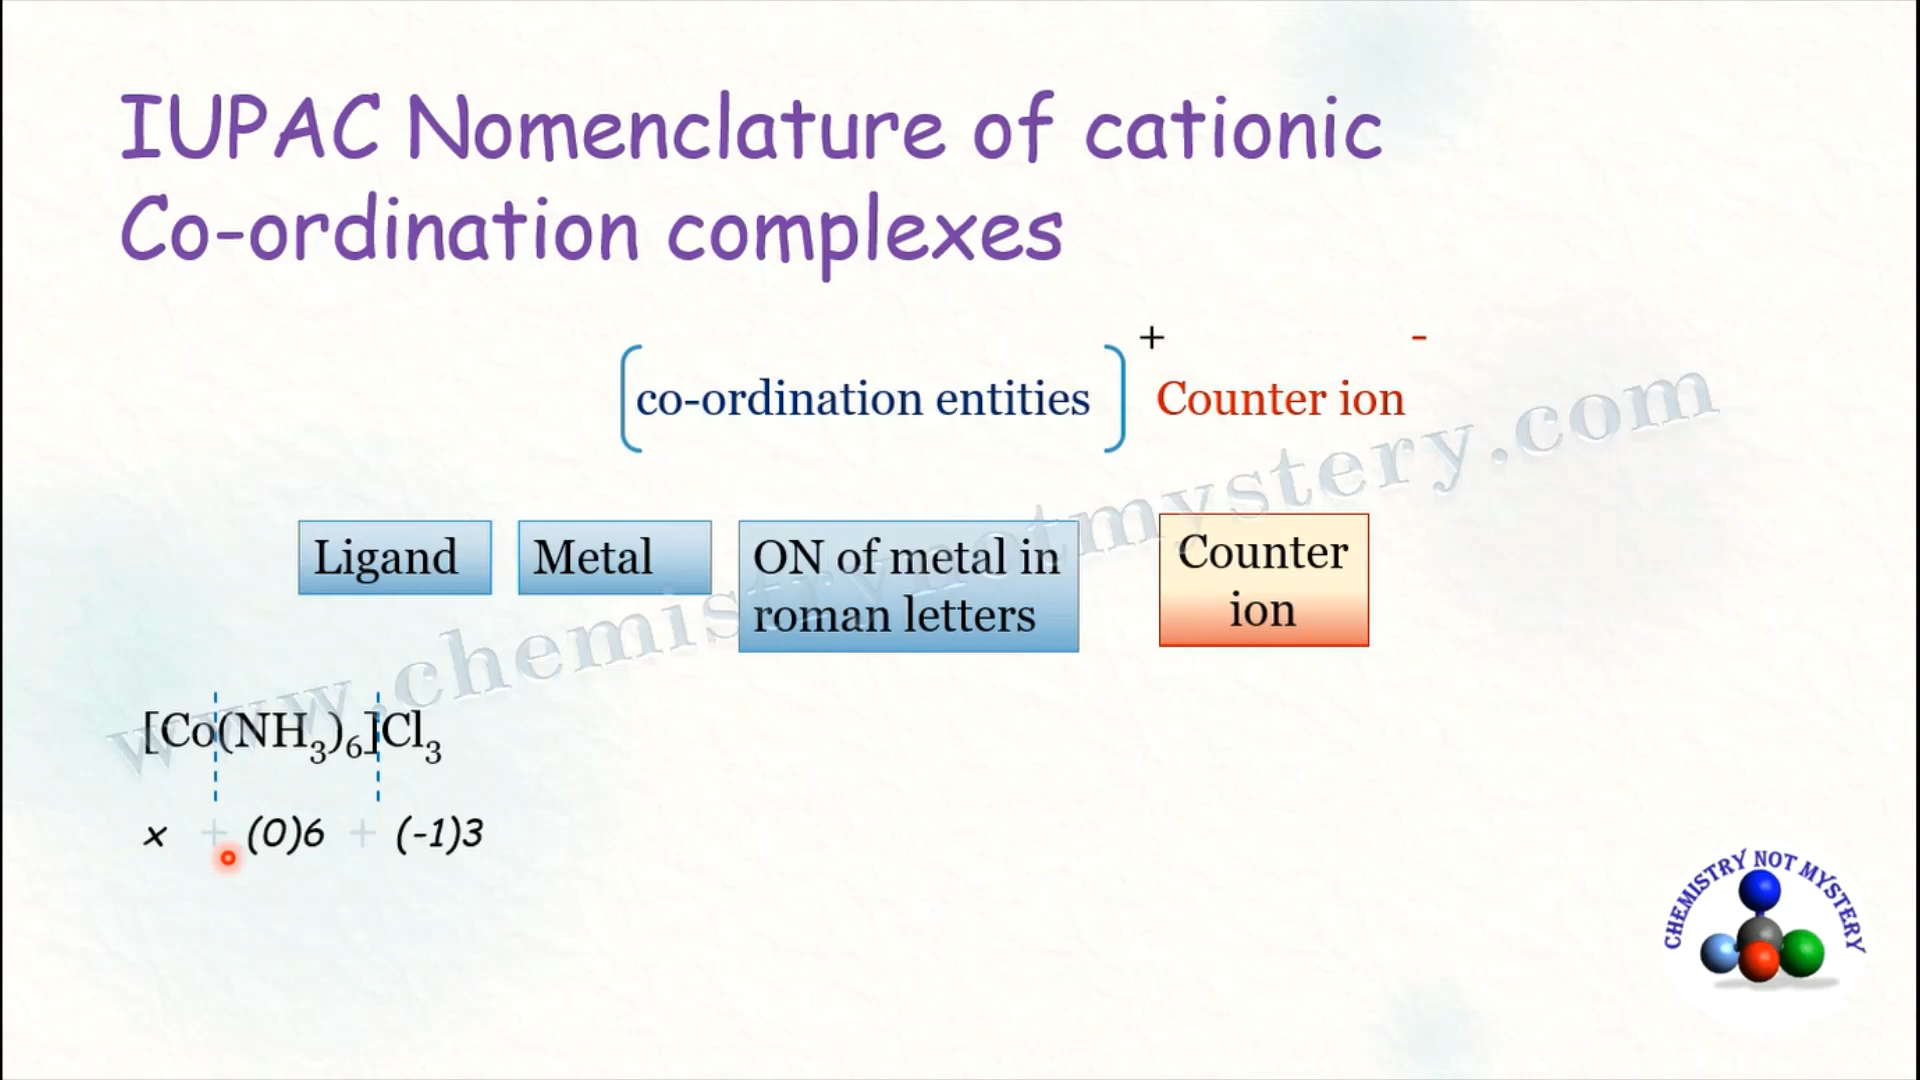 IUPAC Nomenclature of cationic
Co-ordination complexes
[co-ordination entities]⁺ Counter ion⁻
Ligand
Metal
ON of metal in
roman letters
Counter
ion
www.chemistrynotmystery.com
[Co(NH₃)₆]Cl₃
x + (0)6 + (-1)3
CHEMISTRY NOT MYSTERY